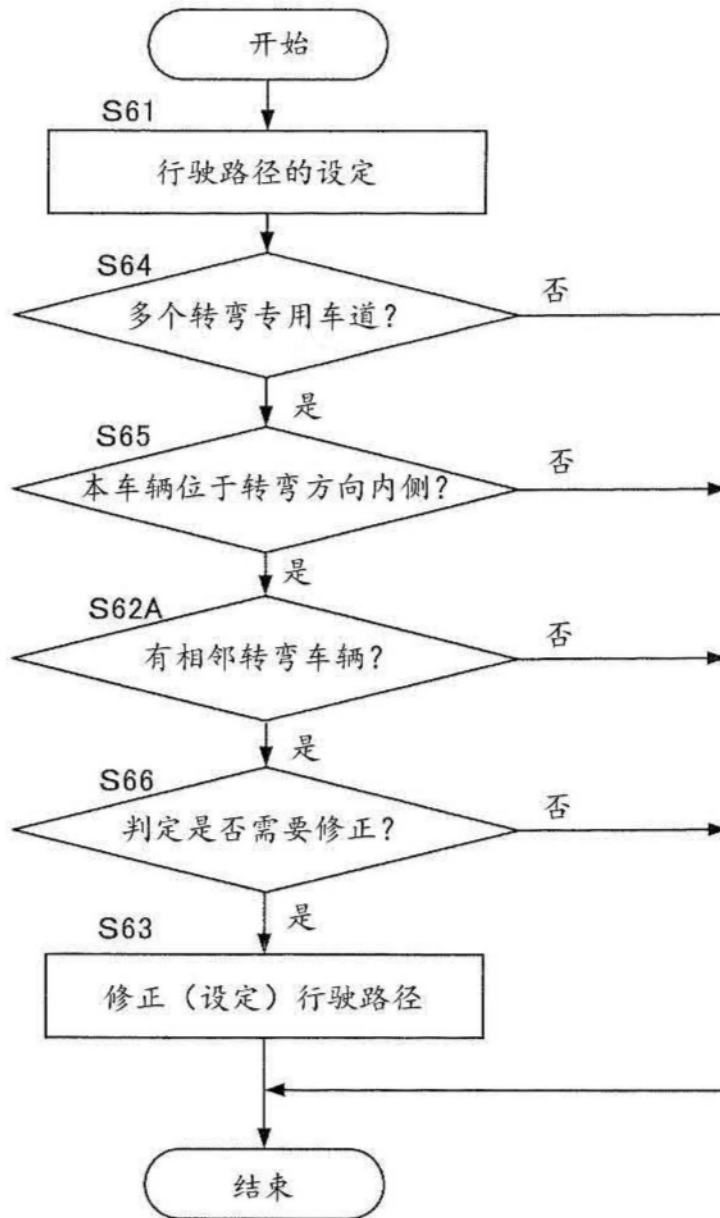 开始
S61
行驶路径的设定
S64
多个转弯专用车道?
否
是
S65
本车辆位于转弯方向内侧?
否
是
S62A
有相邻转弯车辆?
否
是
S66
判定是否需要修正?
否
是
S63
修正（设定）行驶路径
结束